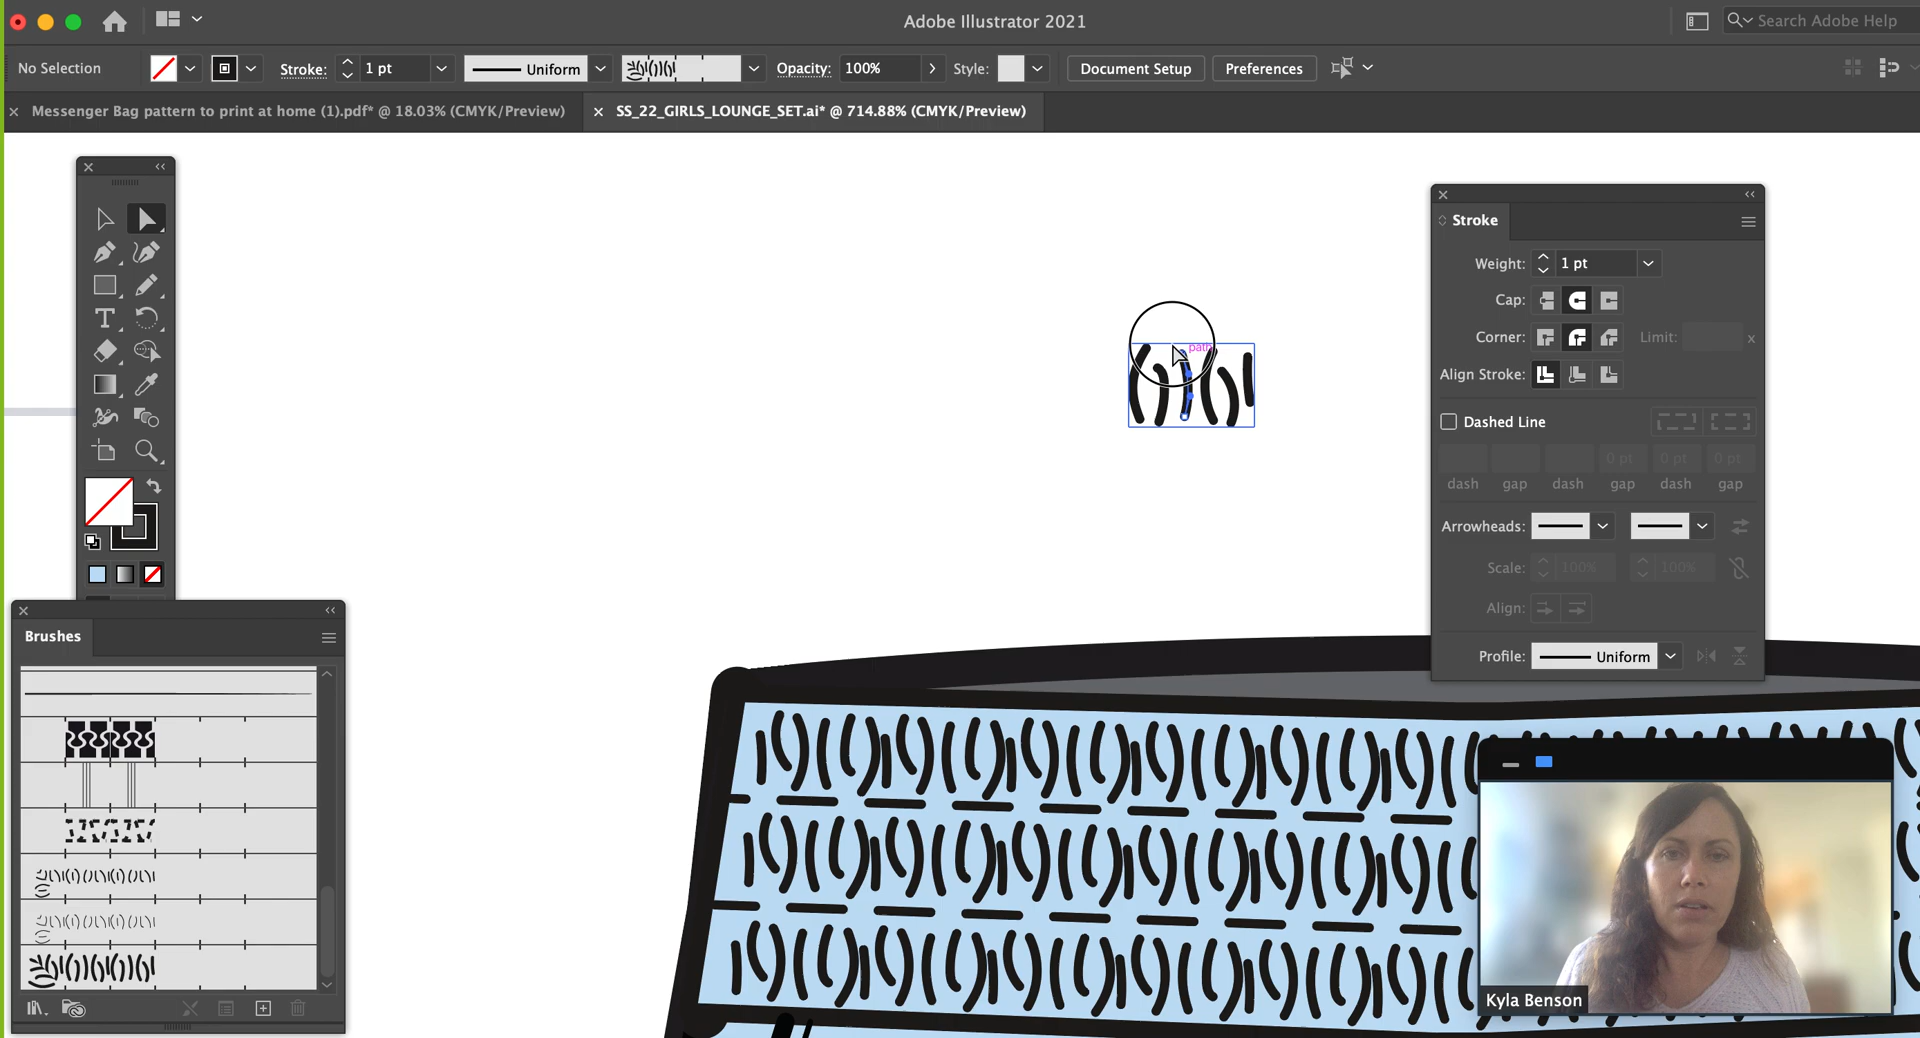 Adobe Illustrator 2021
Search Adobe Help
No Selection
Stroke:
1 pt
Uniform
Opacity:
100%
Style:
Document Setup
Preferences
Messenger Bag pattern to print at home (1).pdf* @ 18.03% (CMYK/Preview)
SS_22_GIRLS_LOUNGE_SET.ai* @ 714.88% (CMYK/Preview)
Stroke
Weight:
1 pt
Cap:
Corner:
Limit:
x
path
Align Stroke:
Dashed Line
0 pt
0 pt
0 pt
dash
gap
dash
gap
dash
gap
Arrowheads:
Scale:
100%
100%
Align:
Profile:
Uniform
Brushes
Kyla Benson